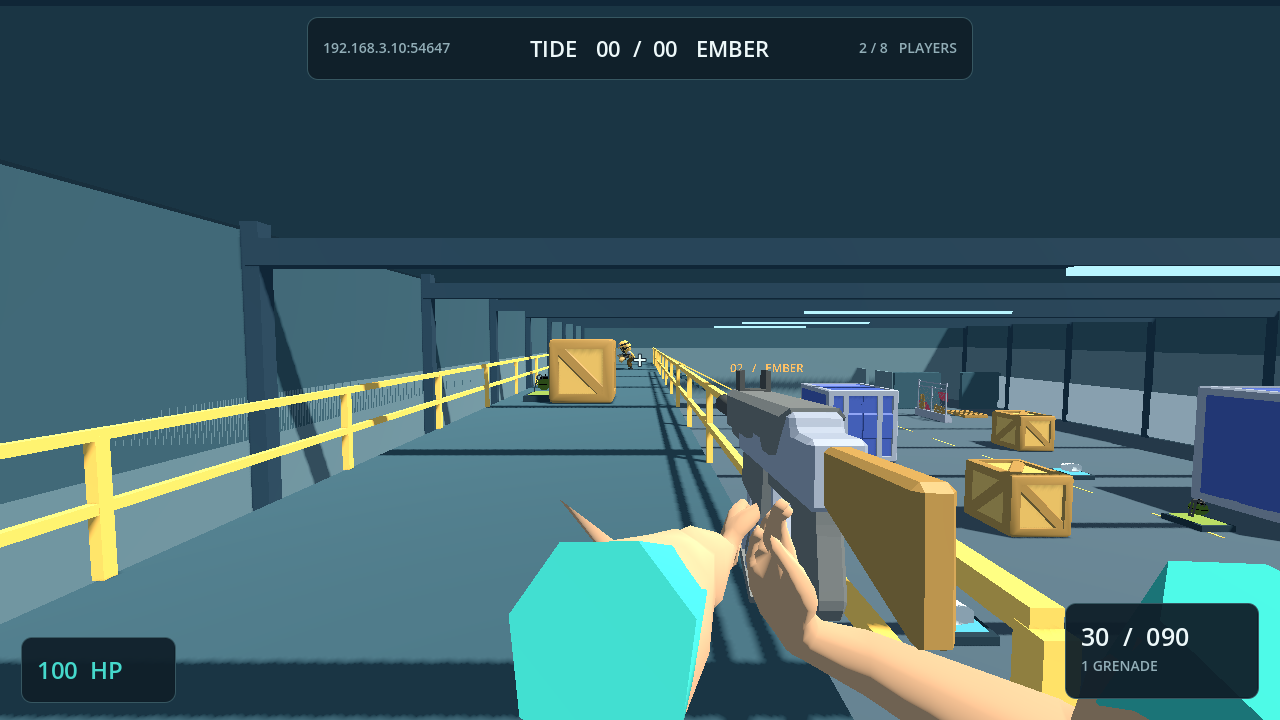 192.168.3.10:54647
TIDE 00 / 00 EMBER
2 / 8 PLAYERS
02 / EMBER
100 HP
30 / 090
1 GRENADE